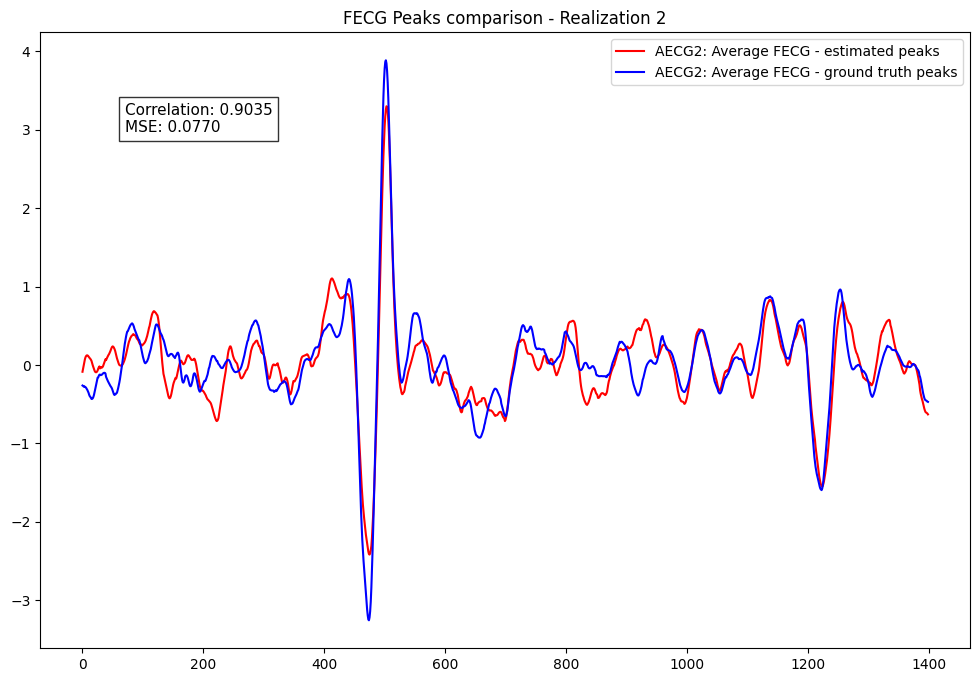 FECG Peaks comparison - Realization 2
AECG2: Average FECG - estimated peaks
AECG2: Average FECG - ground truth peaks
Correlation: 0.9035
MSE: 0.0770
4
3
2
1
0
−1
−2
−3
0 200 400 600 800 1000 1200 1400